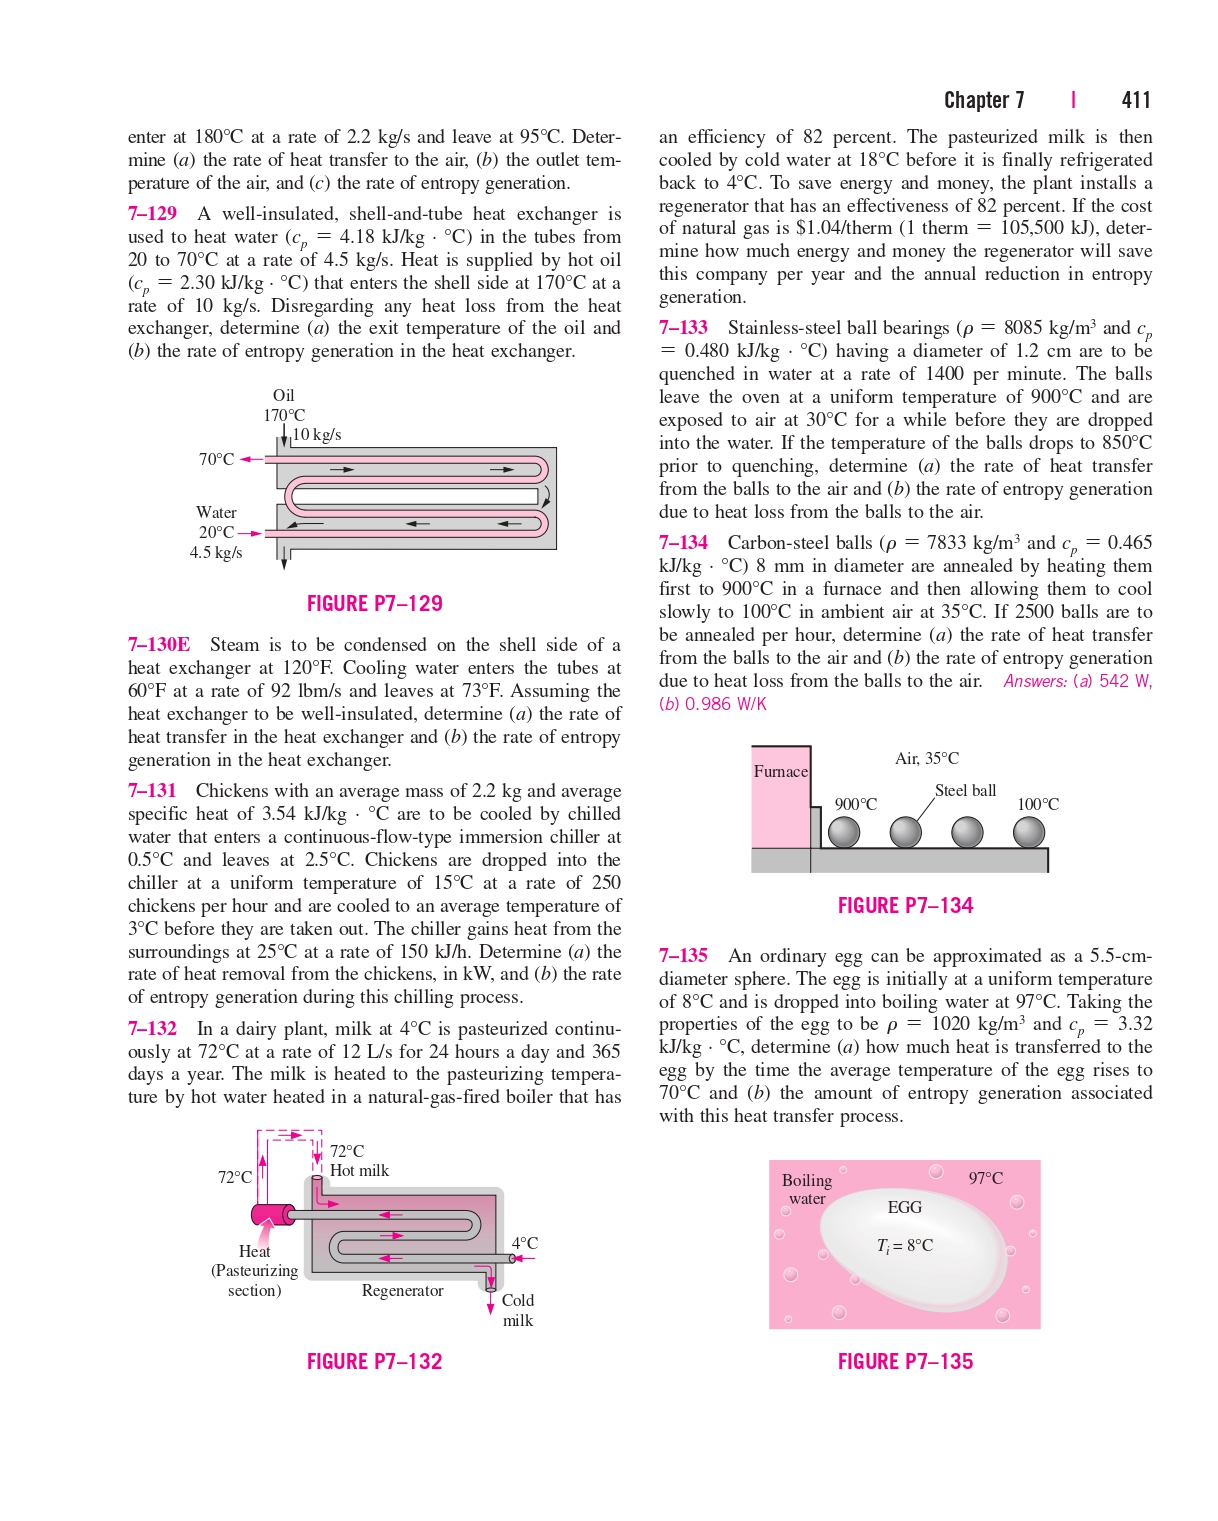 Chapter 7 | 411
enter at 180°C at a rate of 2.2 kg/s and leave at 95°C. Deter-
mine (a) the rate of heat transfer to the air, (b) the outlet tem-
perature of the air, and (c) the rate of entropy generation.
7–129 A well-insulated, shell-and-tube heat exchanger is
used to heat water (cp = 4.18 kJ/kg · °C) in the tubes from
20 to 70°C at a rate of 4.5 kg/s. Heat is supplied by hot oil
(cp = 2.30 kJ/kg · °C) that enters the shell side at 170°C at a
rate of 10 kg/s. Disregarding any heat loss from the heat
exchanger, determine (a) the exit temperature of the oil and
(b) the rate of entropy generation in the heat exchanger.
Oil
170°C
10 kg/s
70°C
Water
20°C
4.5 kg/s
FIGURE P7–129
7–130E Steam is to be condensed on the shell side of a
heat exchanger at 120°F. Cooling water enters the tubes at
60°F at a rate of 92 lbm/s and leaves at 73°F. Assuming the
heat exchanger to be well-insulated, determine (a) the rate of
heat transfer in the heat exchanger and (b) the rate of entropy
generation in the heat exchanger.
7–131 Chickens with an average mass of 2.2 kg and average
specific heat of 3.54 kJ/kg · °C are to be cooled by chilled
water that enters a continuous-flow-type immersion chiller at
0.5°C and leaves at 2.5°C. Chickens are dropped into the
chiller at a uniform temperature of 15°C at a rate of 250
chickens per hour and are cooled to an average temperature of
3°C before they are taken out. The chiller gains heat from the
surroundings at 25°C at a rate of 150 kJ/h. Determine (a) the
rate of heat removal from the chickens, in kW, and (b) the rate
of entropy generation during this chilling process.
7–132 In a dairy plant, milk at 4°C is pasteurized continu-
ously at 72°C at a rate of 12 L/s for 24 hours a day and 365
days a year. The milk is heated to the pasteurizing tempera-
ture by hot water heated in a natural-gas-fired boiler that has
72°C
Hot milk
72°C
Heat
(Pasteurizing
section)
4°C
Regenerator
Cold
milk
FIGURE P7–132
an efficiency of 82 percent. The pasteurized milk is then
cooled by cold water at 18°C before it is finally refrigerated
back to 4°C. To save energy and money, the plant installs a
regenerator that has an effectiveness of 82 percent. If the cost
of natural gas is $1.04/therm (1 therm = 105,500 kJ), deter-
mine how much energy and money the regenerator will save
this company per year and the annual reduction in entropy
generation.
7–133 Stainless-steel ball bearings (ρ = 8085 kg/m³ and cp
= 0.480 kJ/kg · °C) having a diameter of 1.2 cm are to be
quenched in water at a rate of 1400 per minute. The balls
leave the oven at a uniform temperature of 900°C and are
exposed to air at 30°C for a while before they are dropped
into the water. If the temperature of the balls drops to 850°C
prior to quenching, determine (a) the rate of heat transfer
from the balls to the air and (b) the rate of entropy generation
due to heat loss from the balls to the air.
7–134 Carbon-steel balls (ρ = 7833 kg/m³ and cp = 0.465
kJ/kg · °C) 8 mm in diameter are annealed by heating them
first to 900°C in a furnace and then allowing them to cool
slowly to 100°C in ambient air at 35°C. If 2500 balls are to
be annealed per hour, determine (a) the rate of heat transfer
from the balls to the air and (b) the rate of entropy generation
due to heat loss from the balls to the air. Answers: (a) 542 W,
(b) 0.986 W/K
Air, 35°C
Furnace
Steel ball
900°C
100°C
FIGURE P7–134
7–135 An ordinary egg can be approximated as a 5.5-cm-
diameter sphere. The egg is initially at a uniform temperature
of 8°C and is dropped into boiling water at 97°C. Taking the
properties of the egg to be ρ = 1020 kg/m³ and cp = 3.32
kJ/kg · °C, determine (a) how much heat is transferred to the
egg by the time the average temperature of the egg rises to
70°C and (b) the amount of entropy generation associated
with this heat transfer process.
Boiling
water
97°C
EGG
Ti = 8°C
FIGURE P7–135